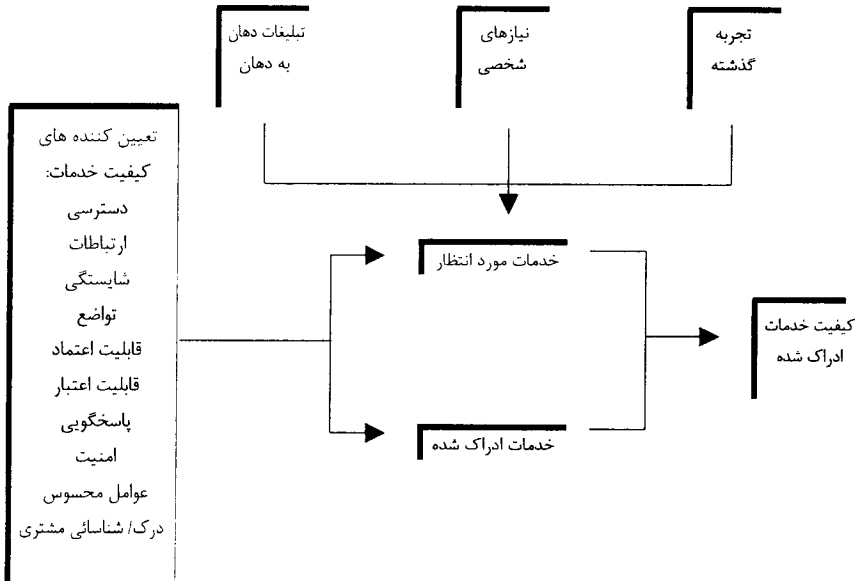 تجربه
گذشته
نیازهای
شخصی
تبلیغات دهان
به دهان
تعیین کننده های
کیفیت خدمات:
دسترسی
ارتباطات
شایستگی
تواضع
قابلیت اعتماد
قابلیت اعتبار
پاسخگویی
امنیت
عوامل محسوس
درک/ شناسائی مشتری
خدمات مورد انتظار
خدمات ادراک شده
کیفیت خدمات
ادراک شده